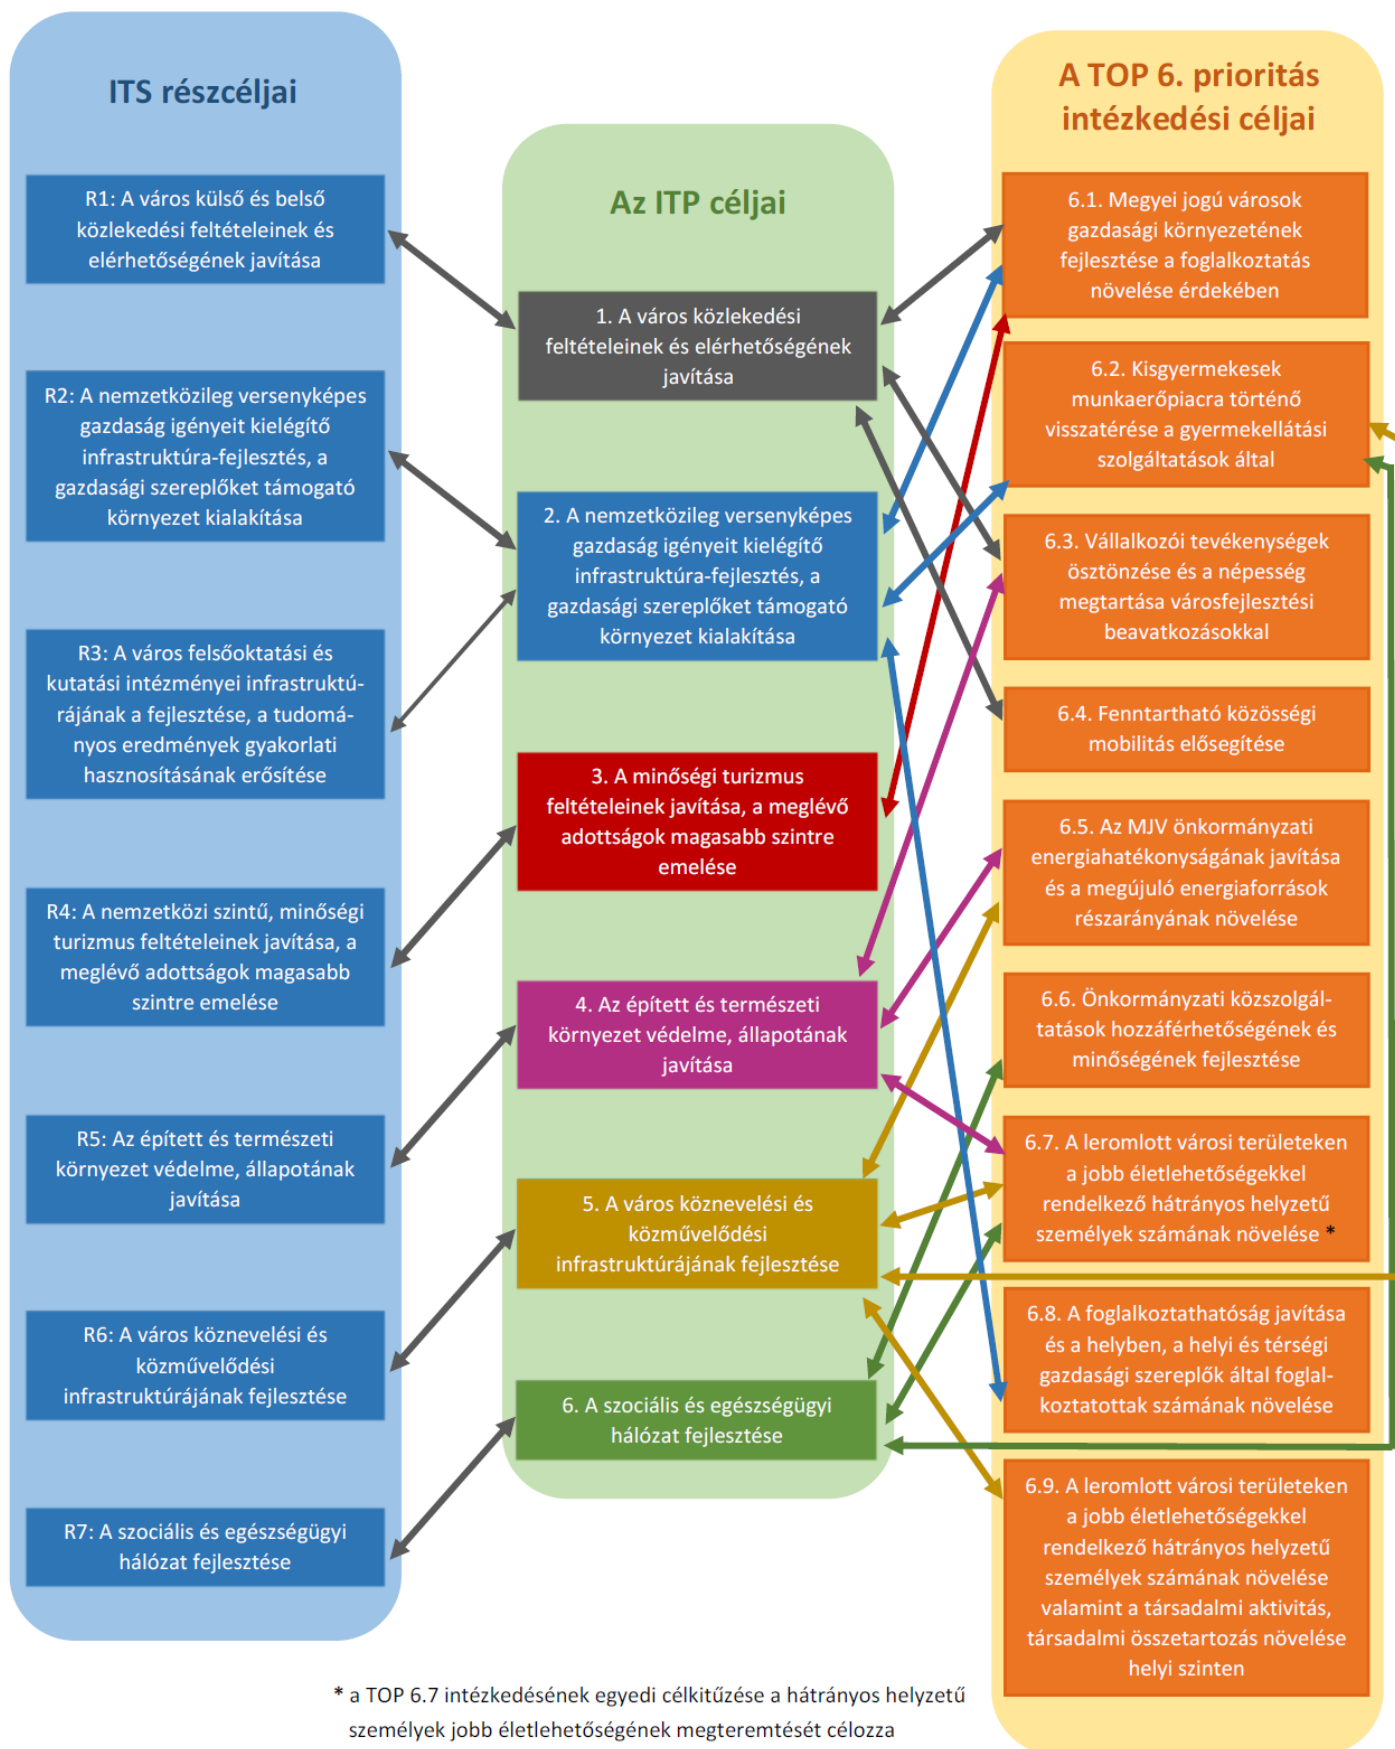 ITS részcéljai
R1: A város külső és belső
közlekedési feltételeinek és
elérhetőségének javítása
R2: A nemzetközileg versenyképes
gazdaság igényeit kielégítő
infrastruktúra-fejlesztés, a
gazdasági szereplőket támogató
környezet kialakítása
R3: A város felsőoktatási és
kutatási intézményei infrastruktú-
rájának a fejlesztése, a tudomá-
nyos eredmények gyakorlati
hasznosításának erősítése
R4: A nemzetközi szintű, minőségi
turizmus feltételeinek javítása, a
meglévő adottságok magasabb
szintre emelése
R5: Az épített és természeti
környezet védelme, állapotának
javítása
R6: A város köznevelési és
közművelődési
infrastruktúrájának fejlesztése
R7: A szociális és egészségügyi
hálózat fejlesztése
Az ITP céljai
1. A város közlekedési
feltételeinek és elérhetőségének
javítása
2. A nemzetközileg versenyképes
gazdaság igényeit kielégítő
infrastruktúra-fejlesztés, a
gazdasági szereplőket támogató
környezet kialakítása
3. A minőségi turizmus
feltételeinek javítása, a meglévő
adottságok magasabb szintre
emelése
4. Az épített és természeti
környezet védelme, állapotának
javítása
5. A város köznevelési és
közművelődési
infrastruktúrájának fejlesztése
6. A szociális és egészségügyi
hálózat fejlesztése
A TOP 6. prioritás
intézkedési céljai
6.1. Megyei jogú városok
gazdasági környezetének
fejlesztése a foglalkoztatás
növelése érdekében
6.2. Kisgyermekesek
munkaerőpiacra történő
visszatérése a gyermekellátási
szolgáltatások által
6.3. Vállalkozói tevékenységek
ösztönzése és a népesség
megtartása városfejlesztési
beavatkozásokkal
6.4. Fenntartható közösségi
mobilitás elősegítése
6.5. Az MJV önkormányzati
energiahatékonyságának javítása
és a megújuló energiaforrások
részarányának növelése
6.6. Önkormányzati közszolgál-
tatások hozzáférhetőségének és
minőségének fejlesztése
6.7. A leromlott városi területeken
a jobb életlehetőségekkel
rendelkező hátrányos helyzetű
személyek számának növelése *
6.8. A foglalkoztathatóság javítása
és a helyben, a helyi és térségi
gazdasági szereplők által foglal-
koztatottak számának növelése
6.9. A leromlott városi területeken
a jobb életlehetőségekkel
rendelkező hátrányos helyzetű
személyek számának növelése
valamint a társadalmi aktivitás,
társadalmi összetartozás növelése
helyi szinten
* a TOP 6.7 intézkedésének egyedi célkitűzése a hátrányos helyzetű
személyek jobb életlehetőségének megteremtését célozza